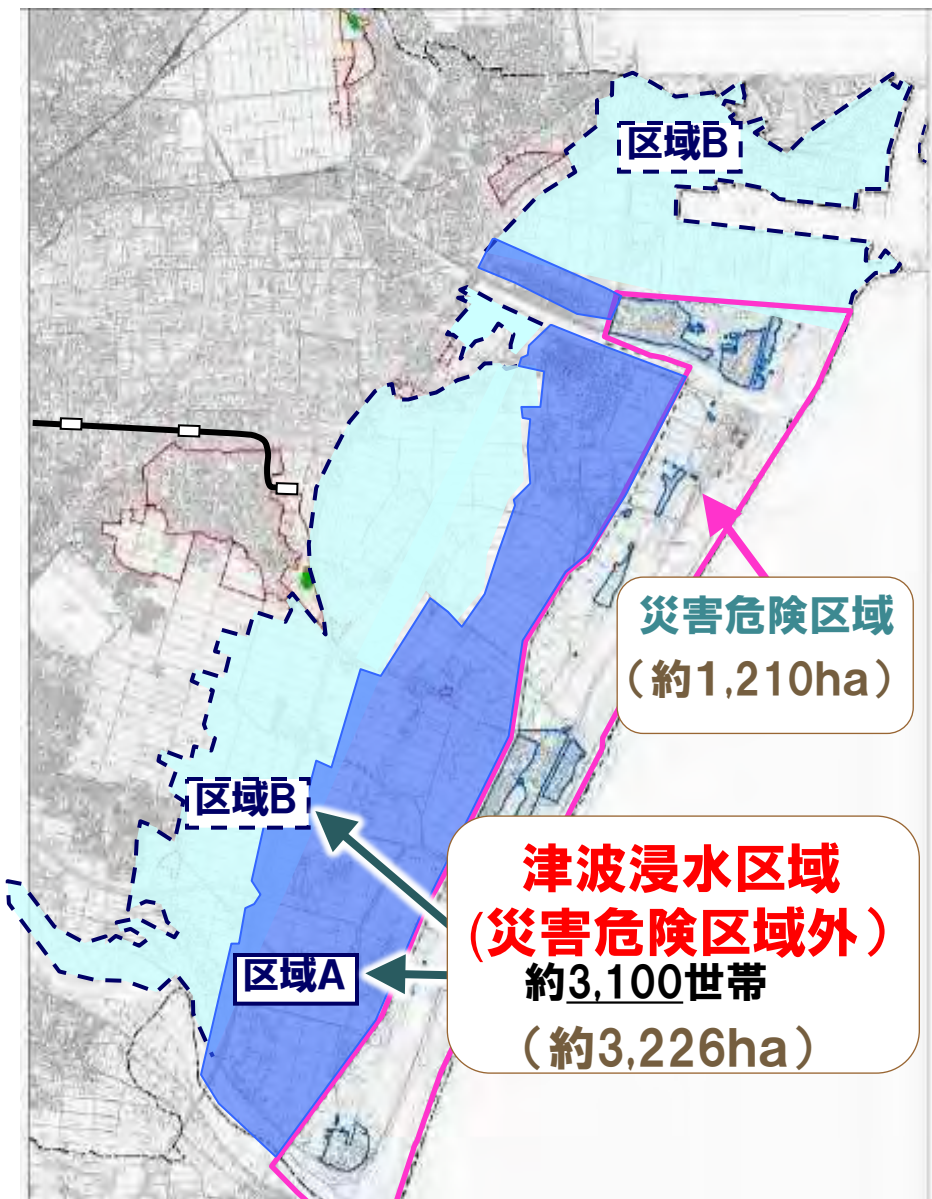 区域B
災害危険区域
（約1,210ha）
区域B
津波浸水区域
(災害危険区域外）
約3,100世帯
（約3,226ha）
区域A